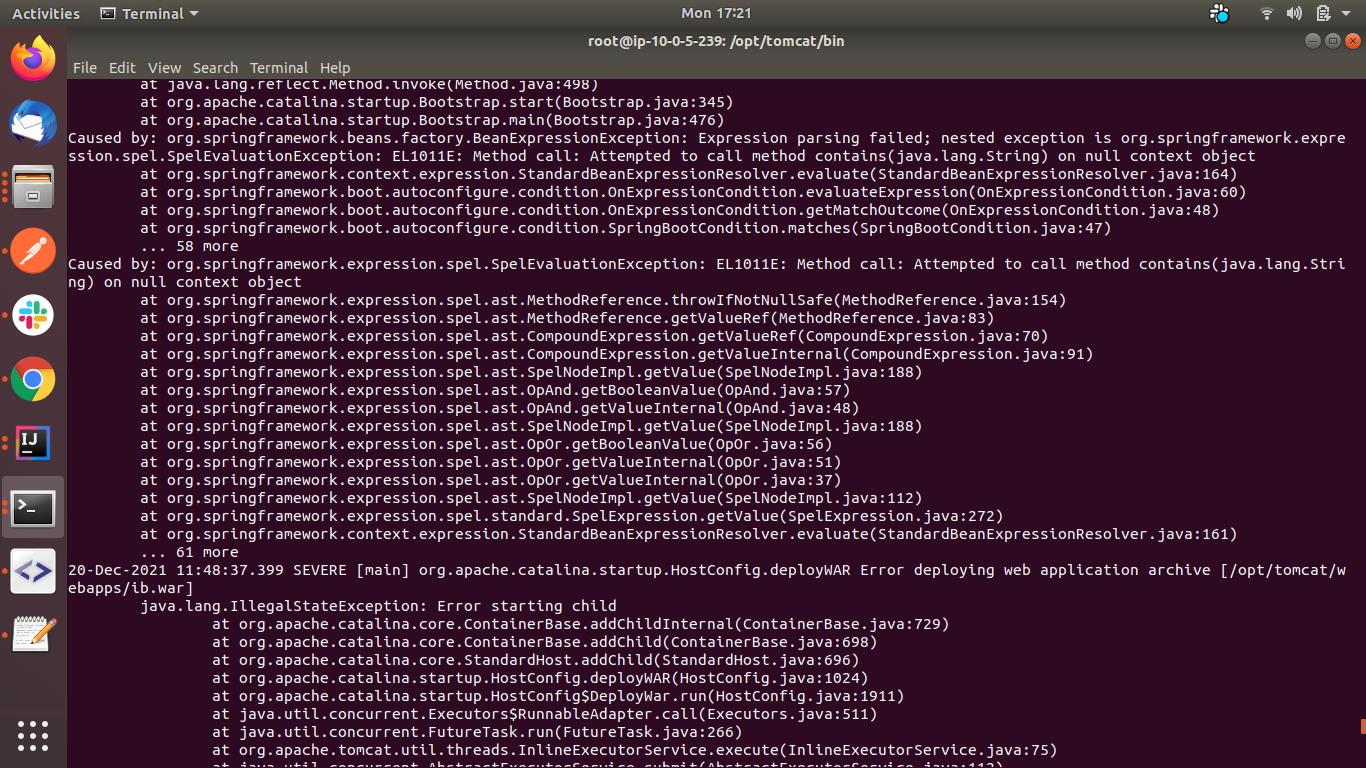 Activities Terminal Mon 17:21
root@ip-10-0-5-239: /opt/tomcat/bin
File Edit View Search Terminal Help
at java.lang.reflect.Method.invoke(Method.java:498)
at org.apache.catalina.startup.Bootstrap.start(Bootstrap.java:345)
at org.apache.catalina.startup.Bootstrap.main(Bootstrap.java:476)
Caused by: org.springframework.beans.factory.BeanExpressionException: Expression parsing failed; nested exception is org.springframework.expre
ssion.spel.SpelEvaluationException: EL1011E: Method call: Attempted to call method contains(java.lang.String) on null context object
at org.springframework.context.expression.StandardBeanExpressionResolver.evaluate(StandardBeanExpressionResolver.java:164)
at org.springframework.boot.autoconfigure.condition.OnExpressionCondition.evaluateExpression(OnExpressionCondition.java:60)
at org.springframework.boot.autoconfigure.condition.OnExpressionCondition.getMatchOutcome(OnExpressionCondition.java:48)
at org.springframework.boot.autoconfigure.condition.SpringBootCondition.matches(SpringBootCondition.java:47)
... 58 more
Caused by: org.springframework.expression.spel.SpelEvaluationException: EL1011E: Method call: Attempted to call method contains(java.lang.Stri
ng) on null context object
at org.springframework.expression.spel.ast.MethodReference.throwIfNotNullSafe(MethodReference.java:154)
at org.springframework.expression.spel.ast.MethodReference.getValueRef(MethodReference.java:83)
at org.springframework.expression.spel.ast.CompoundExpression.getValueRef(CompoundExpression.java:70)
at org.springframework.expression.spel.ast.CompoundExpression.getValueInternal(CompoundExpression.java:91)
at org.springframework.expression.spel.ast.SpelNodeImpl.getValue(SpelNodeImpl.java:188)
at org.springframework.expression.spel.ast.OpAnd.getBooleanValue(OpAnd.java:57)
at org.springframework.expression.spel.ast.OpAnd.getValueInternal(OpAnd.java:48)
at org.springframework.expression.spel.ast.SpelNodeImpl.getValue(SpelNodeImpl.java:188)
at org.springframework.expression.spel.ast.OpOr.getBooleanValue(OpOr.java:56)
at org.springframework.expression.spel.ast.OpOr.getValueInternal(OpOr.java:51)
at org.springframework.expression.spel.ast.OpOr.getValueInternal(OpOr.java:37)
at org.springframework.expression.spel.ast.SpelNodeImpl.getValue(SpelNodeImpl.java:112)
at org.springframework.expression.spel.standard.SpelExpression.getValue(SpelExpression.java:272)
at org.springframework.context.expression.StandardBeanExpressionResolver.evaluate(StandardBeanExpressionResolver.java:161)
... 61 more
20-Dec-2021 11:48:37.399 SEVERE [main] org.apache.catalina.startup.HostConfig.deployWAR Error deploying web application archive [/opt/tomcat/w
ebapps/ib.war]
java.lang.IllegalStateException: Error starting child
at org.apache.catalina.core.ContainerBase.addChildInternal(ContainerBase.java:729)
at org.apache.catalina.core.ContainerBase.addChild(ContainerBase.java:698)
at org.apache.catalina.core.StandardHost.addChild(StandardHost.java:696)
at org.apache.catalina.startup.HostConfig.deployWAR(HostConfig.java:1024)
at org.apache.catalina.startup.HostConfig$DeployWar.run(HostConfig.java:1911)
at java.util.concurrent.Executors$RunnableAdapter.call(Executors.java:511)
at java.util.concurrent.FutureTask.run(FutureTask.java:266)
at org.apache.tomcat.util.threads.InlineExecutorService.execute(InlineExecutorService.java:75)
at java.util.concurrent.AbstractExecutorService.submit(AbstractExecutorService.java:112)
IJ